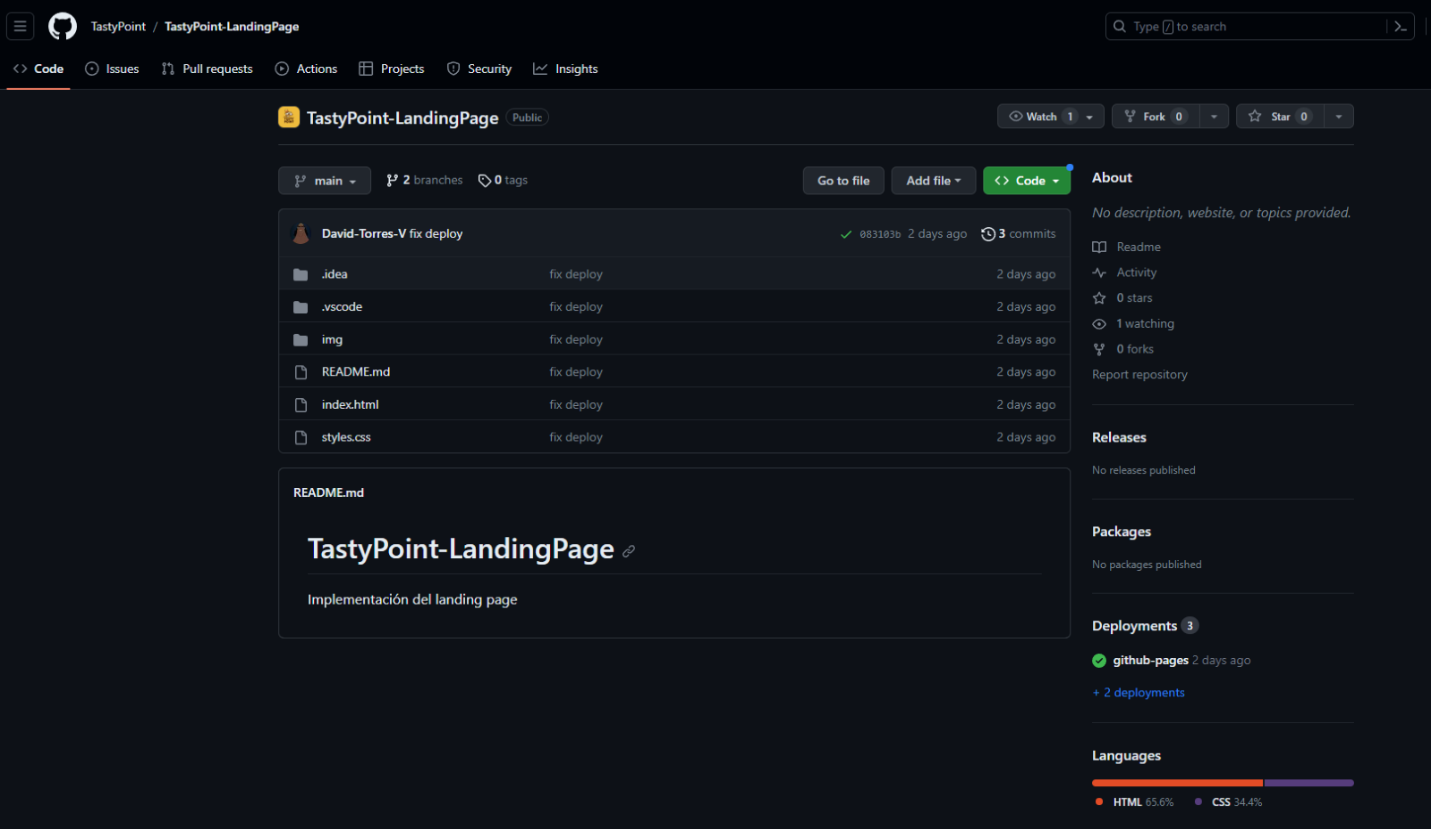 TastyPoint / TastyPoint-LandingPage
Type / to search
Code Issues Pull requests Actions Projects Security Insights
TastyPoint-LandingPage Public
Watch 1 Fork 0 Star 0
main 2 branches 0 tags Go to file Add file Code
David-Torres-V fix deploy 083103b 2 days ago 3 commits
.idea fix deploy 2 days ago
.vscode fix deploy 2 days ago
img fix deploy 2 days ago
README.md fix deploy 2 days ago
index.html fix deploy 2 days ago
styles.css fix deploy 2 days ago
README.md
TastyPoint-LandingPage
Implementación del landing page
About
No description, website, or topics provided.
Readme
Activity
0 stars
1 watching
0 forks
Report repository
Releases
No releases published
Packages
No packages published
Deployments 3
github-pages 2 days ago
+ 2 deployments
Languages
HTML 65.6% CSS 34.4%